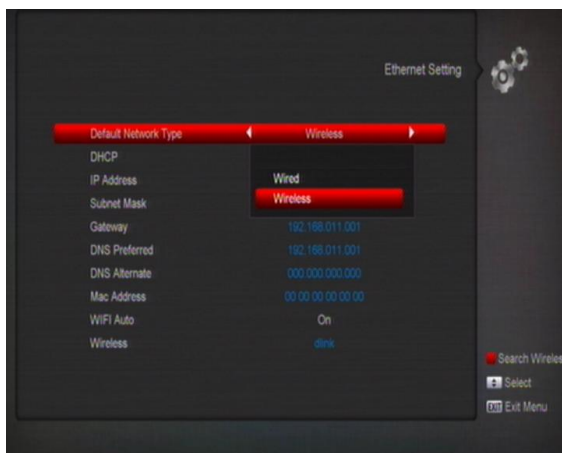 Ethernet Setting
Default Network Type Wireless
DHCP
IP Address Wired
Subnet Mask Wireless
Gateway 192.168.011.001
DNS Preferred 192.168.011.001
DNS Alternate 000.000.000.000
Mac Address 00 00 00 00 00 00
WIFI Auto On
Wireless dlink
Search Wireles
Select
EXIT Exit Menu